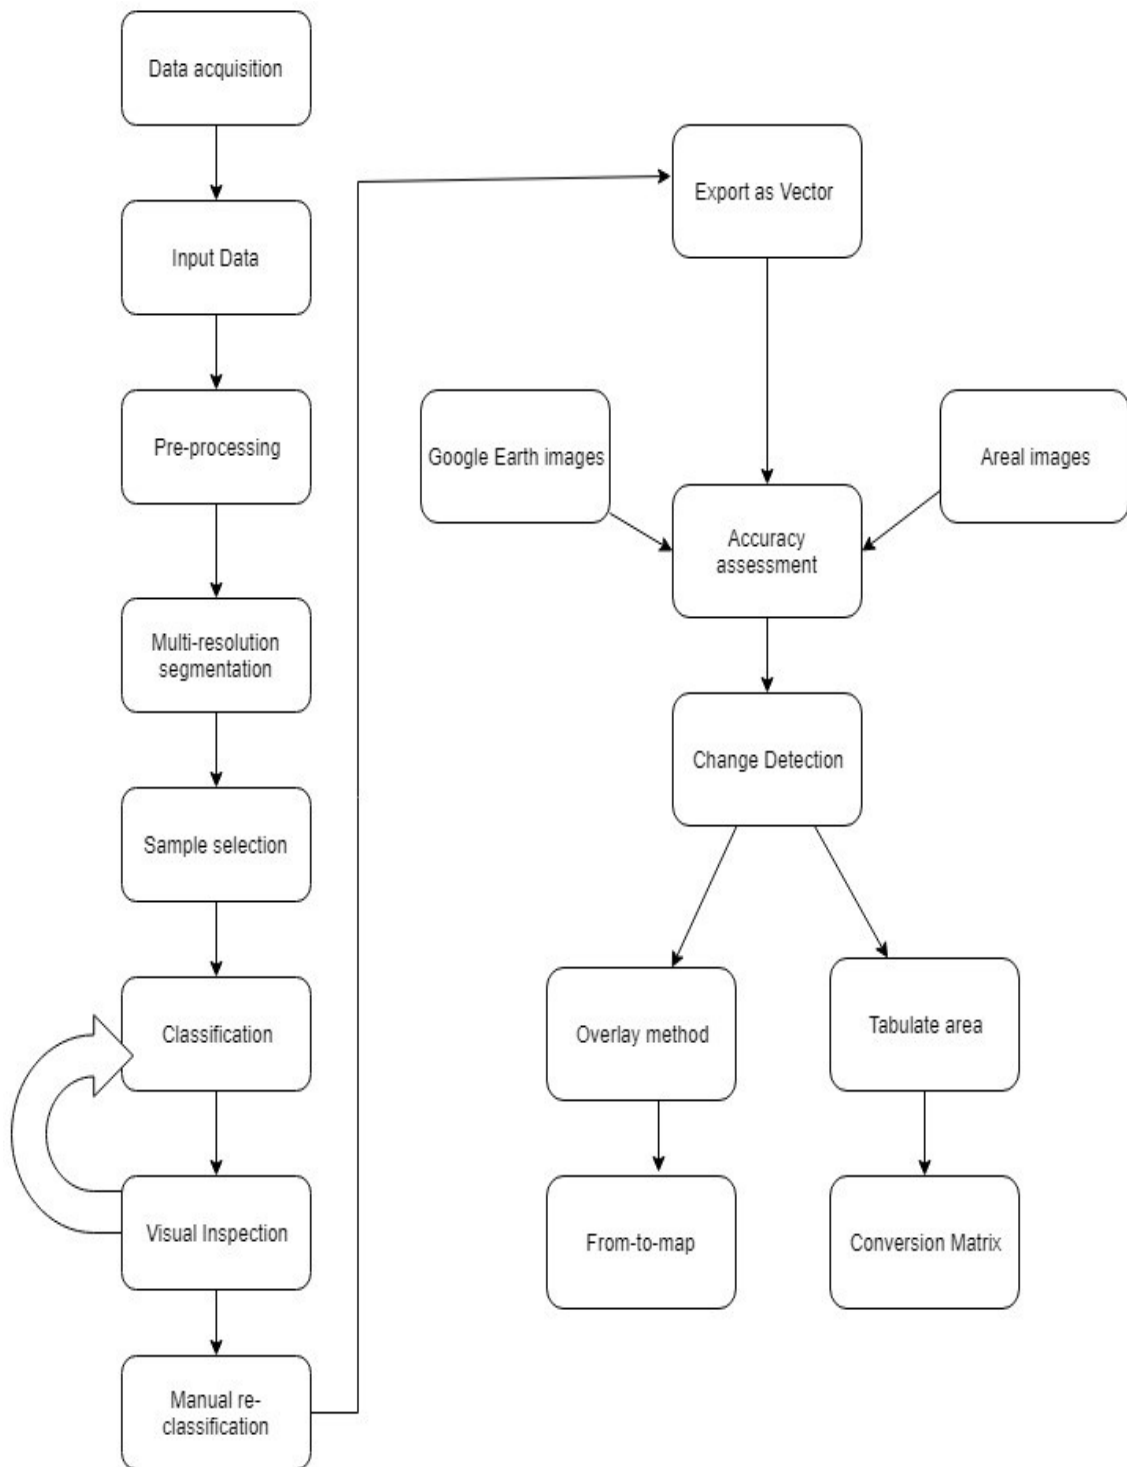 Data acquisition
Input Data
Pre-processing
Multi-resolution
segmentation
Sample selection
Classification
Visual Inspection
Manual re-
classification
Export as Vector
Google Earth images
Areal images
Accuracy
assessment
Change Detection
Overlay method
Tabulate area
From-to-map
Conversion Matrix